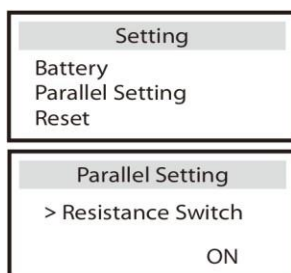 Setting
Battery
Parallel Setting
Reset
Parallel Setting
> Resistance Switch
ON